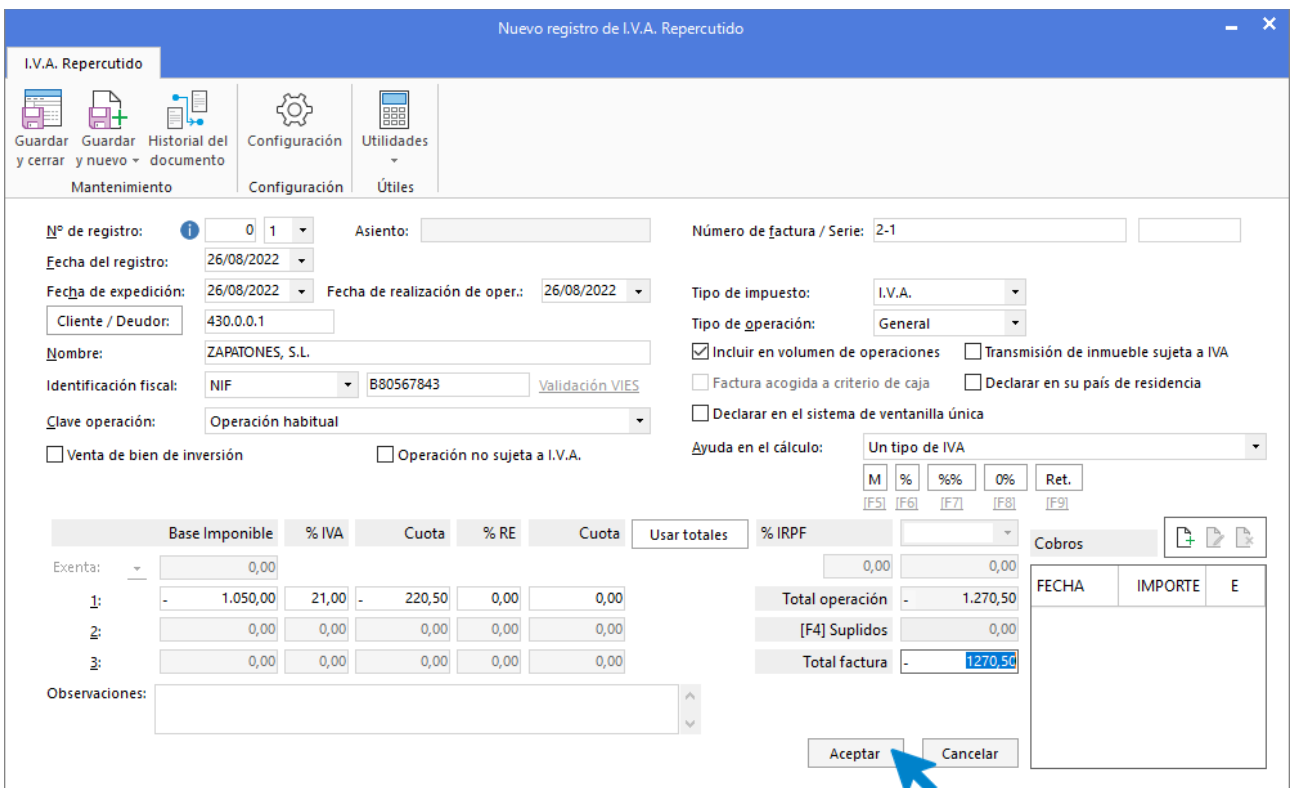 Nuevo registro de I.V.A. Repercutido
I.V.A. Repercutido
Guardar y cerrar
Guardar y nuevo
Historial del documento
Configuración
Utilidades
Mantenimiento
Configuración
Útiles
Nº de registro: 0 1 Asiento: Número de factura / Serie: 2-1
Fecha del registro: 26/08/2022
Fecha de expedición: 26/08/2022 Fecha de realización de oper.: 26/08/2022 Tipo de impuesto: I.V.A.
Cliente / Deudor: 430.0.0.1 Tipo de operación: General
Nombre: ZAPATONES, S.L. Incluir en volumen de operaciones Transmisión de inmueble sujeta a IVA
Identificación fiscal: NIF B80567843 Validación VIES Factura acogida a criterio de caja Declarar en su país de residencia
Clave operación: Operación habitual Declarar en el sistema de ventanilla única
Venta de bien de inversión Operación no sujeta a I.V.A. Ayuda en el cálculo: Un tipo de IVA
M % %% 0% Ret.
[F5] [F6] [F7] [F8] [F9]
Base Imponible % IVA Cuota % RE Cuota Usar totales % IRPF Cobros
Exenta: 0,00 0,00 0,00
FECHA IMPORTE E
1: - 1.050,00 21,00 - 220,50 0,00 0,00 Total operación - 1.270,50
2: 0,00 0,00 0,00 0,00 0,00 [F4] Suplidos 0,00
3: 0,00 0,00 0,00 0,00 0,00 Total factura - 1270,50
Observaciones:
Aceptar Cancelar